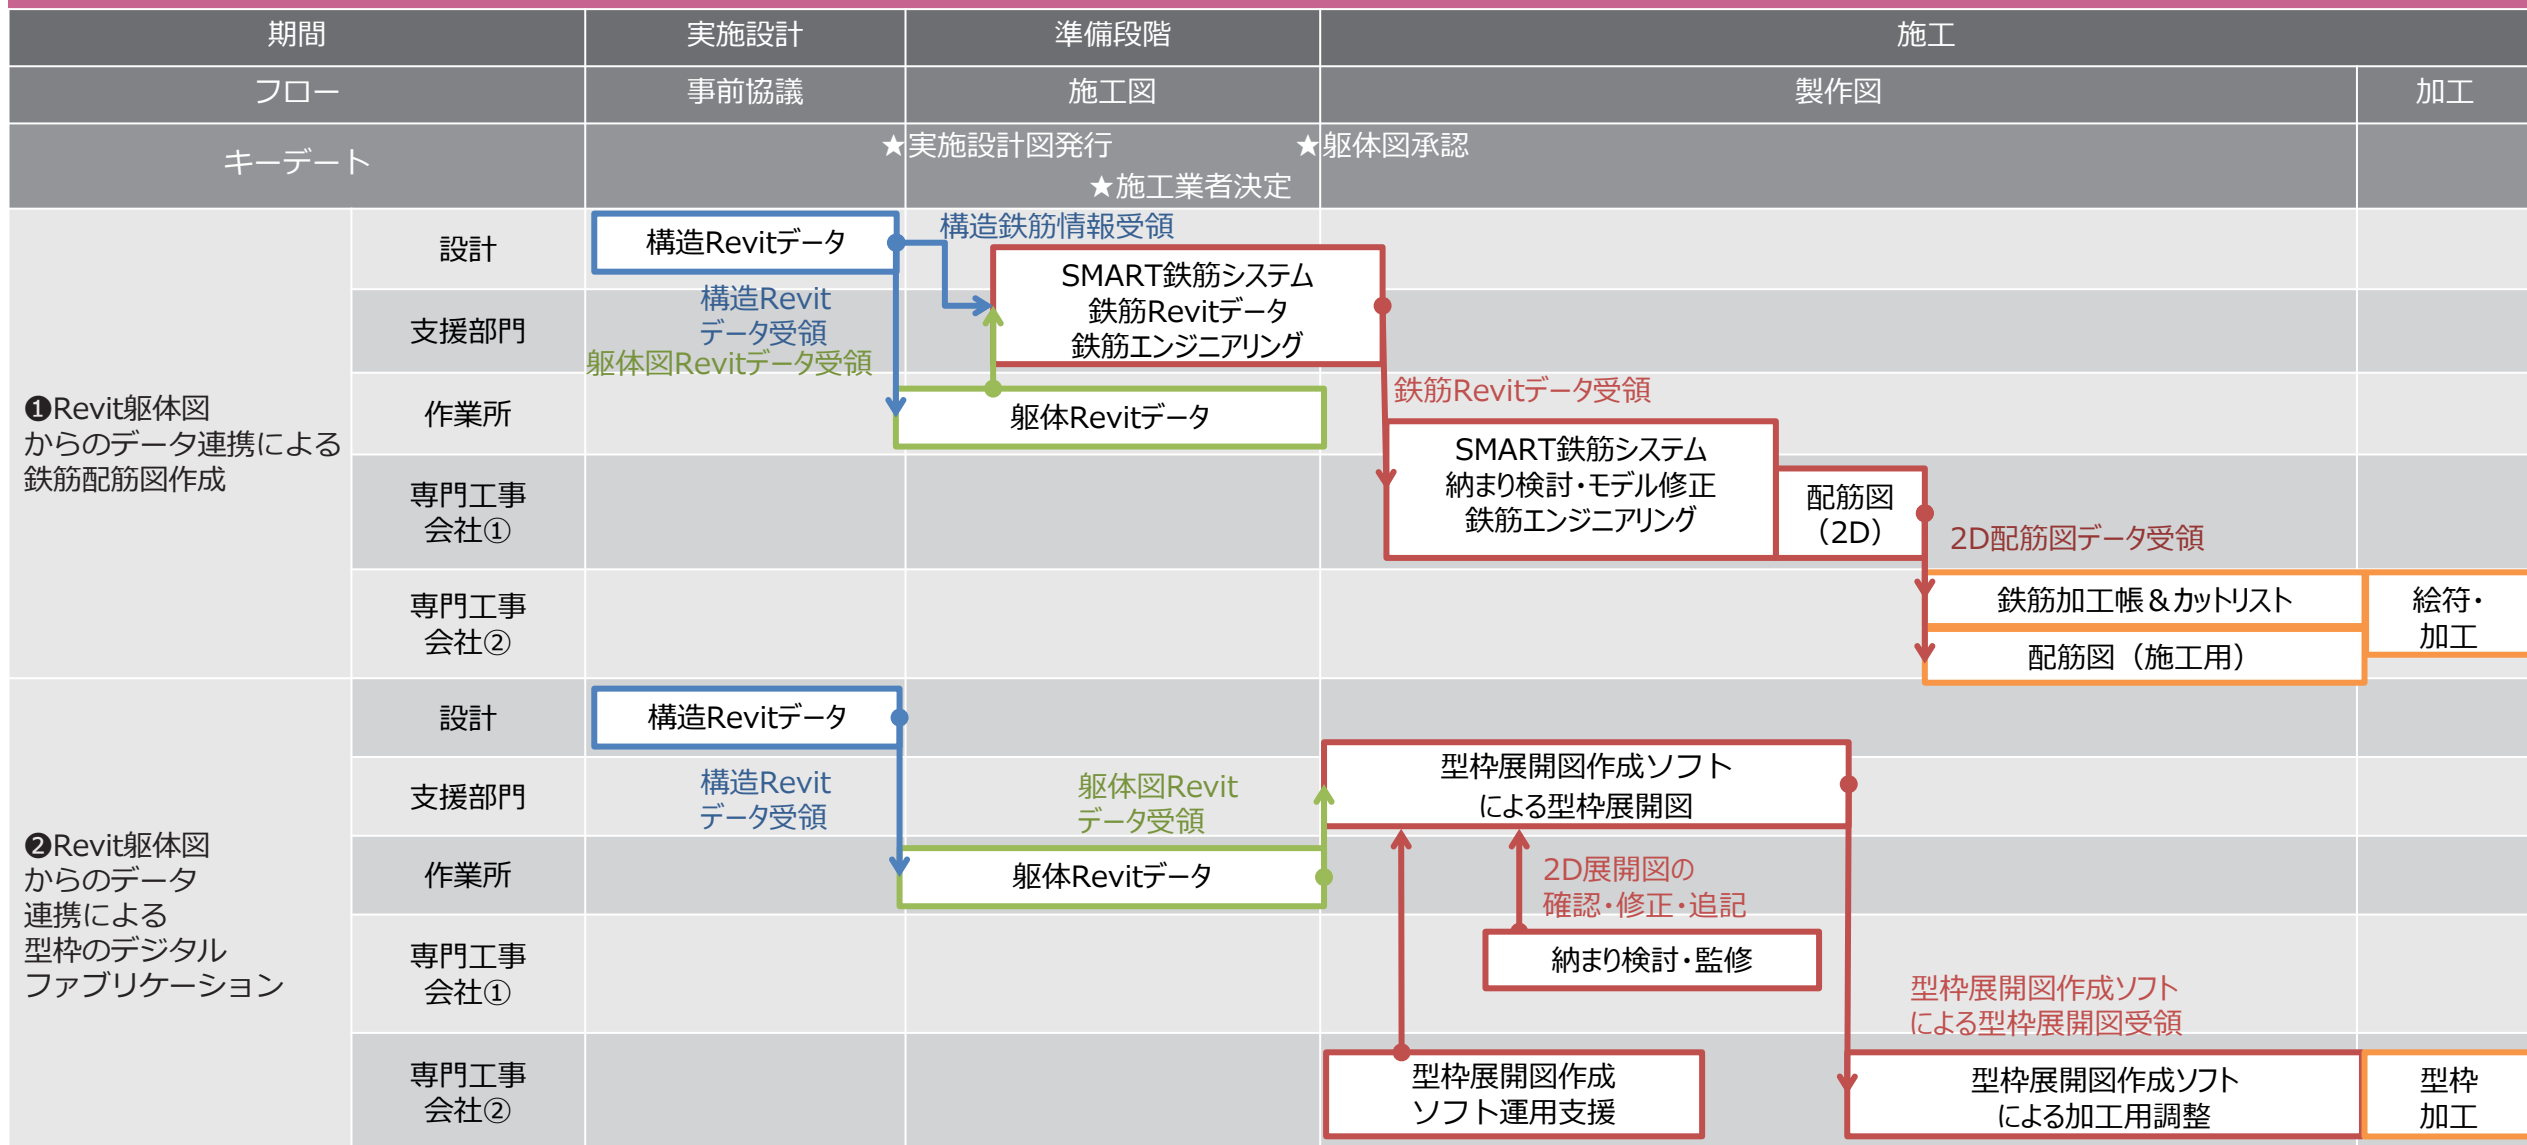 期間
実施設計
準備段階
施工
フロー
事前協議
施工図
製作図
加工
キーデート
★実施設計図発行
★躯体図承認
★施工業者決定
❶Revit躯体図
からのデータ連携による
鉄筋配筋図作成
設計
構造Revitデータ
構造鉄筋情報受領
支援部門
構造Revit
データ受領
躯体図Revitデータ受領
SMART鉄筋システム
鉄筋Revitデータ
鉄筋エンジニアリング
作業所
躯体Revitデータ
鉄筋Revitデータ受領
専門工事
会社①
SMART鉄筋システム
納まり検討・モデル修正
鉄筋エンジニアリング
配筋図
（2D）
2D配筋図データ受領
専門工事
会社②
鉄筋加工帳＆カットリスト
配筋図（施工用）
絵符・
加工
❷Revit躯体図
からのデータ
連携による
型枠のデジタル
ファブリケーション
設計
構造Revitデータ
支援部門
構造Revit
データ受領
躯体図Revit
データ受領
型枠展開図作成ソフト
による型枠展開図
作業所
躯体Revitデータ
2D展開図の
確認・修正・追記
専門工事
会社①
納まり検討・監修
型枠展開図作成ソフト
による型枠展開図受領
専門工事
会社②
型枠展開図作成
ソフト運用支援
型枠展開図作成ソフト
による加工用調整
型枠
加工